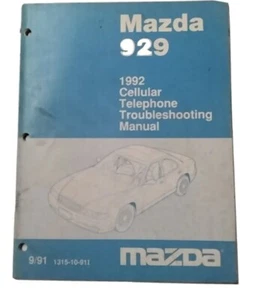 Mazda
929
1992
Cellular
Telephone
Troubleshooting
Manual
9/91
mazda